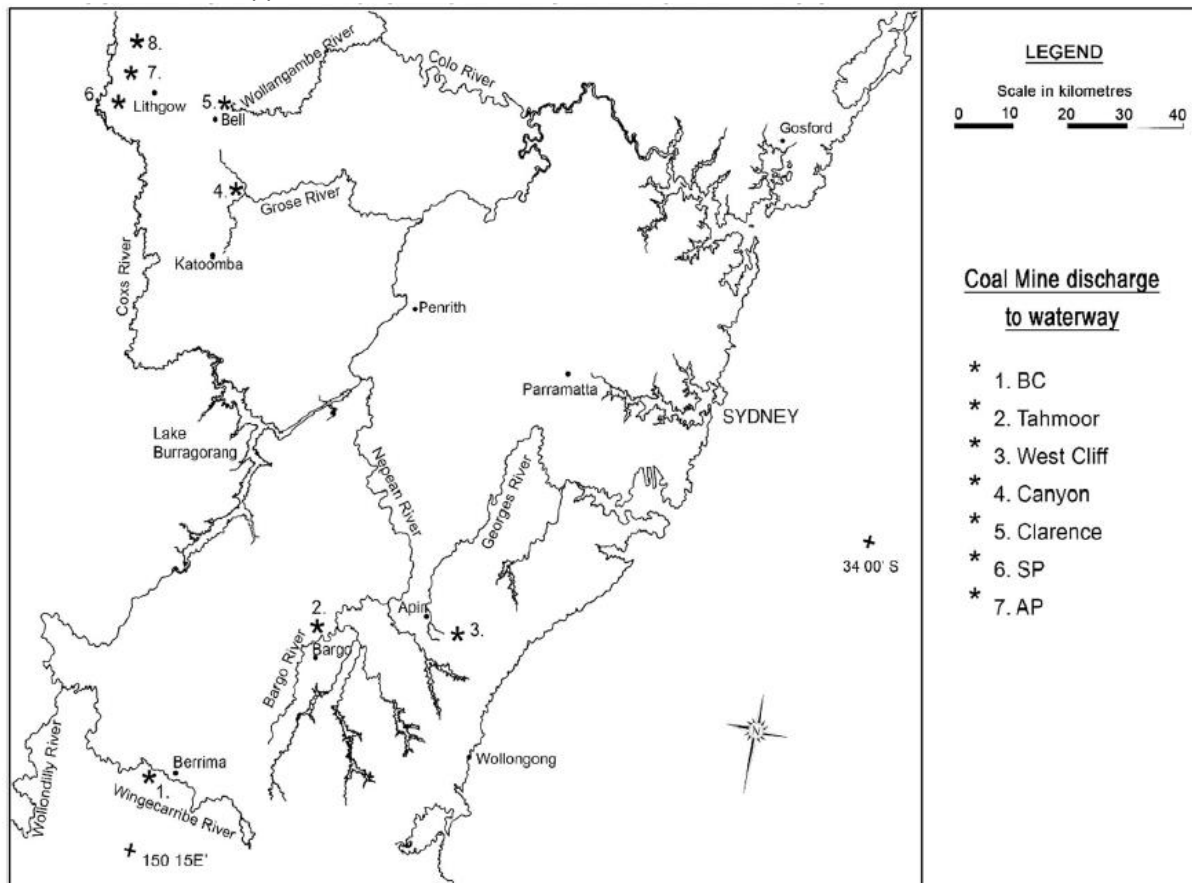 8.
7.
6.
Lithgow
5.
Wollangambe River
Bell
Colo River
Gosford
4.
Grose River
Coxs River
Katoomba
Penrith
Parramatta
SYDNEY
Lake
Burragorang
Nepean River
Georges River
34 00' S
2.
Apin
3.
Bargo River
Bargo
Wollondilly River
Berrima
1.
Wingecarribe River
Wollongong
N
150 15E'
LEGEND
Scale in kilometres
0 10 20 30 40
Coal Mine discharge
to waterway
* 1. BC
* 2. Tahmoor
* 3. West Cliff
* 4. Canyon
* 5. Clarence
* 6. SP
* 7. AP